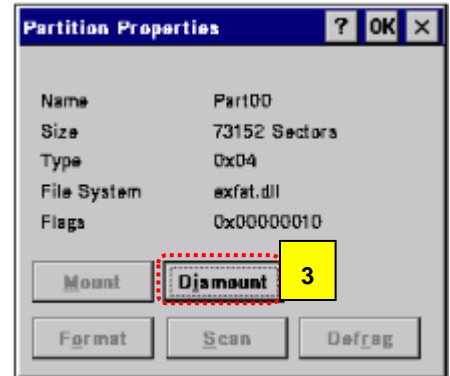 Partition Properties ? OK ×
Name Part00
Size 73152 Sectors
Type 0x04
File System exfat.dll
Flags 0x00000010
Mount Dismount 3
Format Scan Defrag